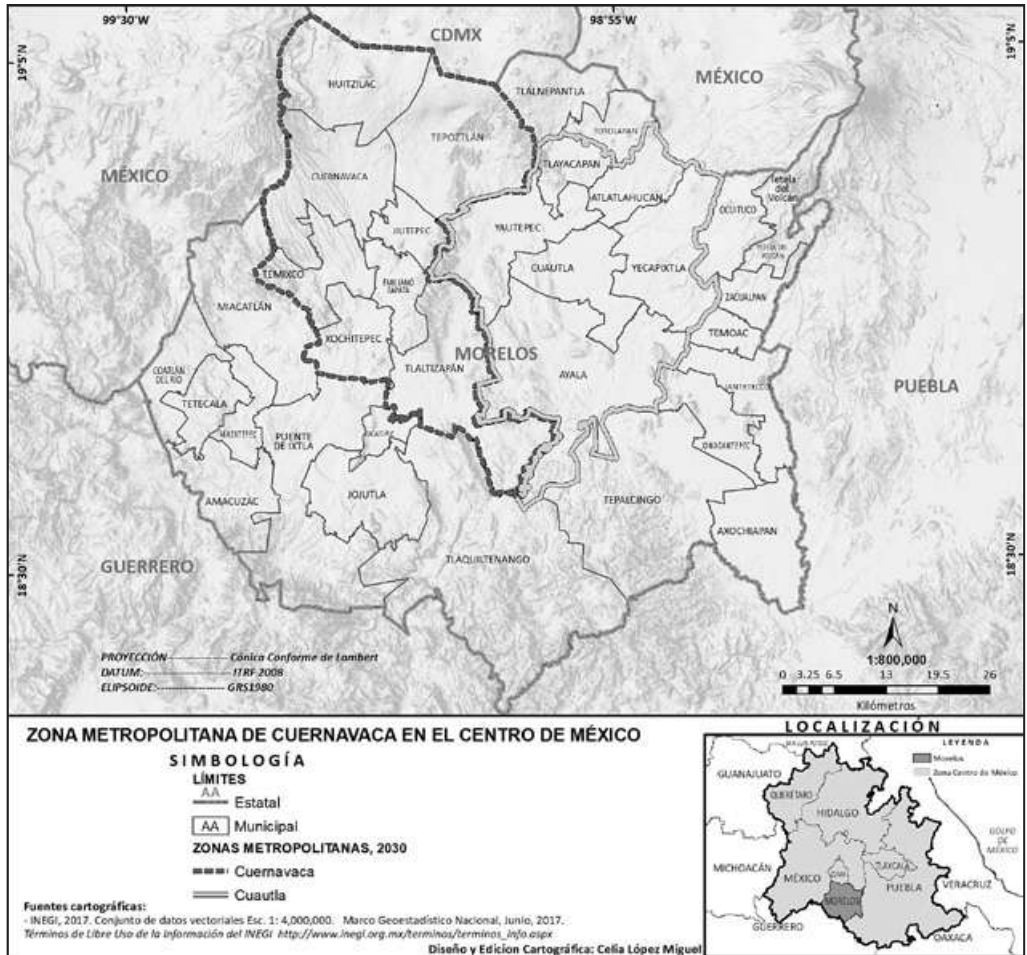 99°30'W
98°55'W
19°5'N
19°5'N
CDMX
MÉXICO
MÉXICO
HUITZILAC
TLALNEPANTLA
TEPOZTLÁN
TOTOLAPAN
TLAYACAPAN
CUERNAVACA
ATLATLAHUCAN
Tetela
del
Volcán
OCUITUCO
JIUTEPEC
YAUTEPEC
CUAUTLA
YECAPIXTLA
TEMIXCO
EMILIANO
ZAPATA
ZACUALPAN
MIACATLÁN
XOCHITEPEC
TEMOAC
MORELOS
TLALTIZAPÁN
AYALA
PUEBLA
COATLÁN
DEL RÍO
TETECALA
JANTETELCO
MAZATEPEC
PUENTE
DE IXTLA
JONACATEPEC
AMACUZAC
JOJUTLA
TEPALCINGO
AXOCHIAPAN
TLAQUILTENANGO
GUERRERO
18°30'N
18°30'N
N
1:800,000
0 3.25 6.5 13 19.5 26
Kilómetros
PROYECCIÓN Cónica Conforme de Lambert
DATUM: ITRF 2008
ELIPSOIDE: GRS1980
ZONA METROPOLITANA DE CUERNAVACA EN EL CENTRO DE MÉXICO
SIMBOLOGÍA
LÍMITES
AA
Estatal
AA Municipal
ZONAS METROPOLITANAS, 2030
Cuernavaca
Cuautla
Fuentes cartográficas:
- INEGI, 2017. Conjunto de datos vectoriales Esc. 1: 4,000,000. Marco Geoestadístico Nacional, Junio, 2017.
Términos de Libre Uso de la Información del INEGI http://www.inegi.org.mx/terminos/terminos_info.aspx
Diseño y Edicion Cartográfica: Celia López Miguel
LOCALIZACIÓN
LEYENDA
Morelos
Zona Centro de México
GUANAJUATO
QUERÉTARO
HIDALGO
GOLFO
DE
MÉXICO
MICHOACÁN
MÉXICO
CDMX
TLAXCALA
PUEBLA
VERACRUZ
MORELOS
GUERRERO
OAXACA